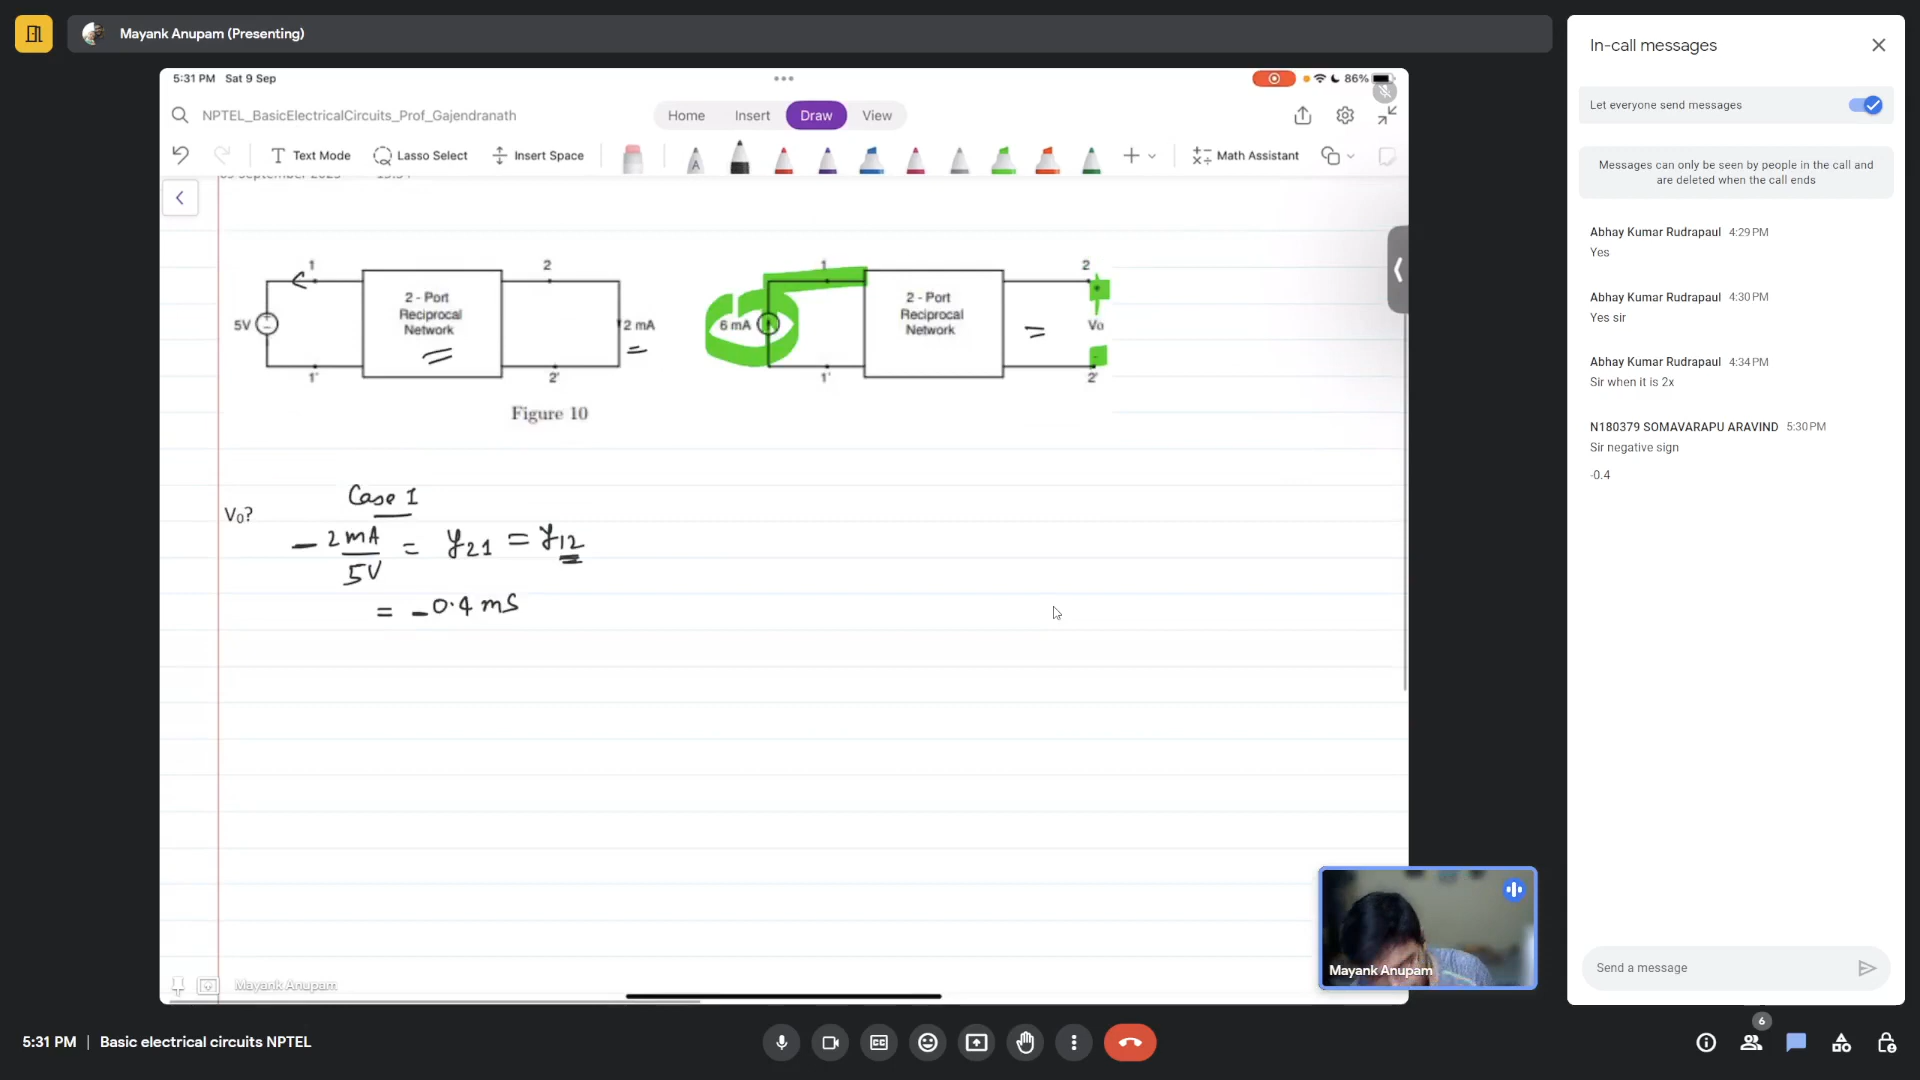 Mayank Anupam (Presenting)
5:31 PM Sat 9 Sep
86%
NPTEL_BasicElectricalCircuits_Prof_Gajendranath
Home Insert Draw View
Text Mode Lasso Select Insert Space Math Assistant
1 2 1 2
5V 2 - Port Reciprocal Network 2 mA
6 mA 2 - Port Reciprocal Network = Vo
1' 2' 1' 2'
Figure 10
Case I
V₀?
- 2mA / 5V = y21 = y12
= -0.4 mS
Mayank Anupam
Mayank Anupam
In-call messages
Let everyone send messages
Messages can only be seen by people in the call and
are deleted when the call ends
Abhay Kumar Rudrapaul 4:29 PM
Yes
Abhay Kumar Rudrapaul 4:30 PM
Yes sir
Abhay Kumar Rudrapaul 4:34 PM
Sir when it is 2x
N180379 SOMAVARAPU ARAVIND 5:30 PM
Sir negative sign
-0.4
Send a message
5:31 PM | Basic electrical circuits NPTEL
6